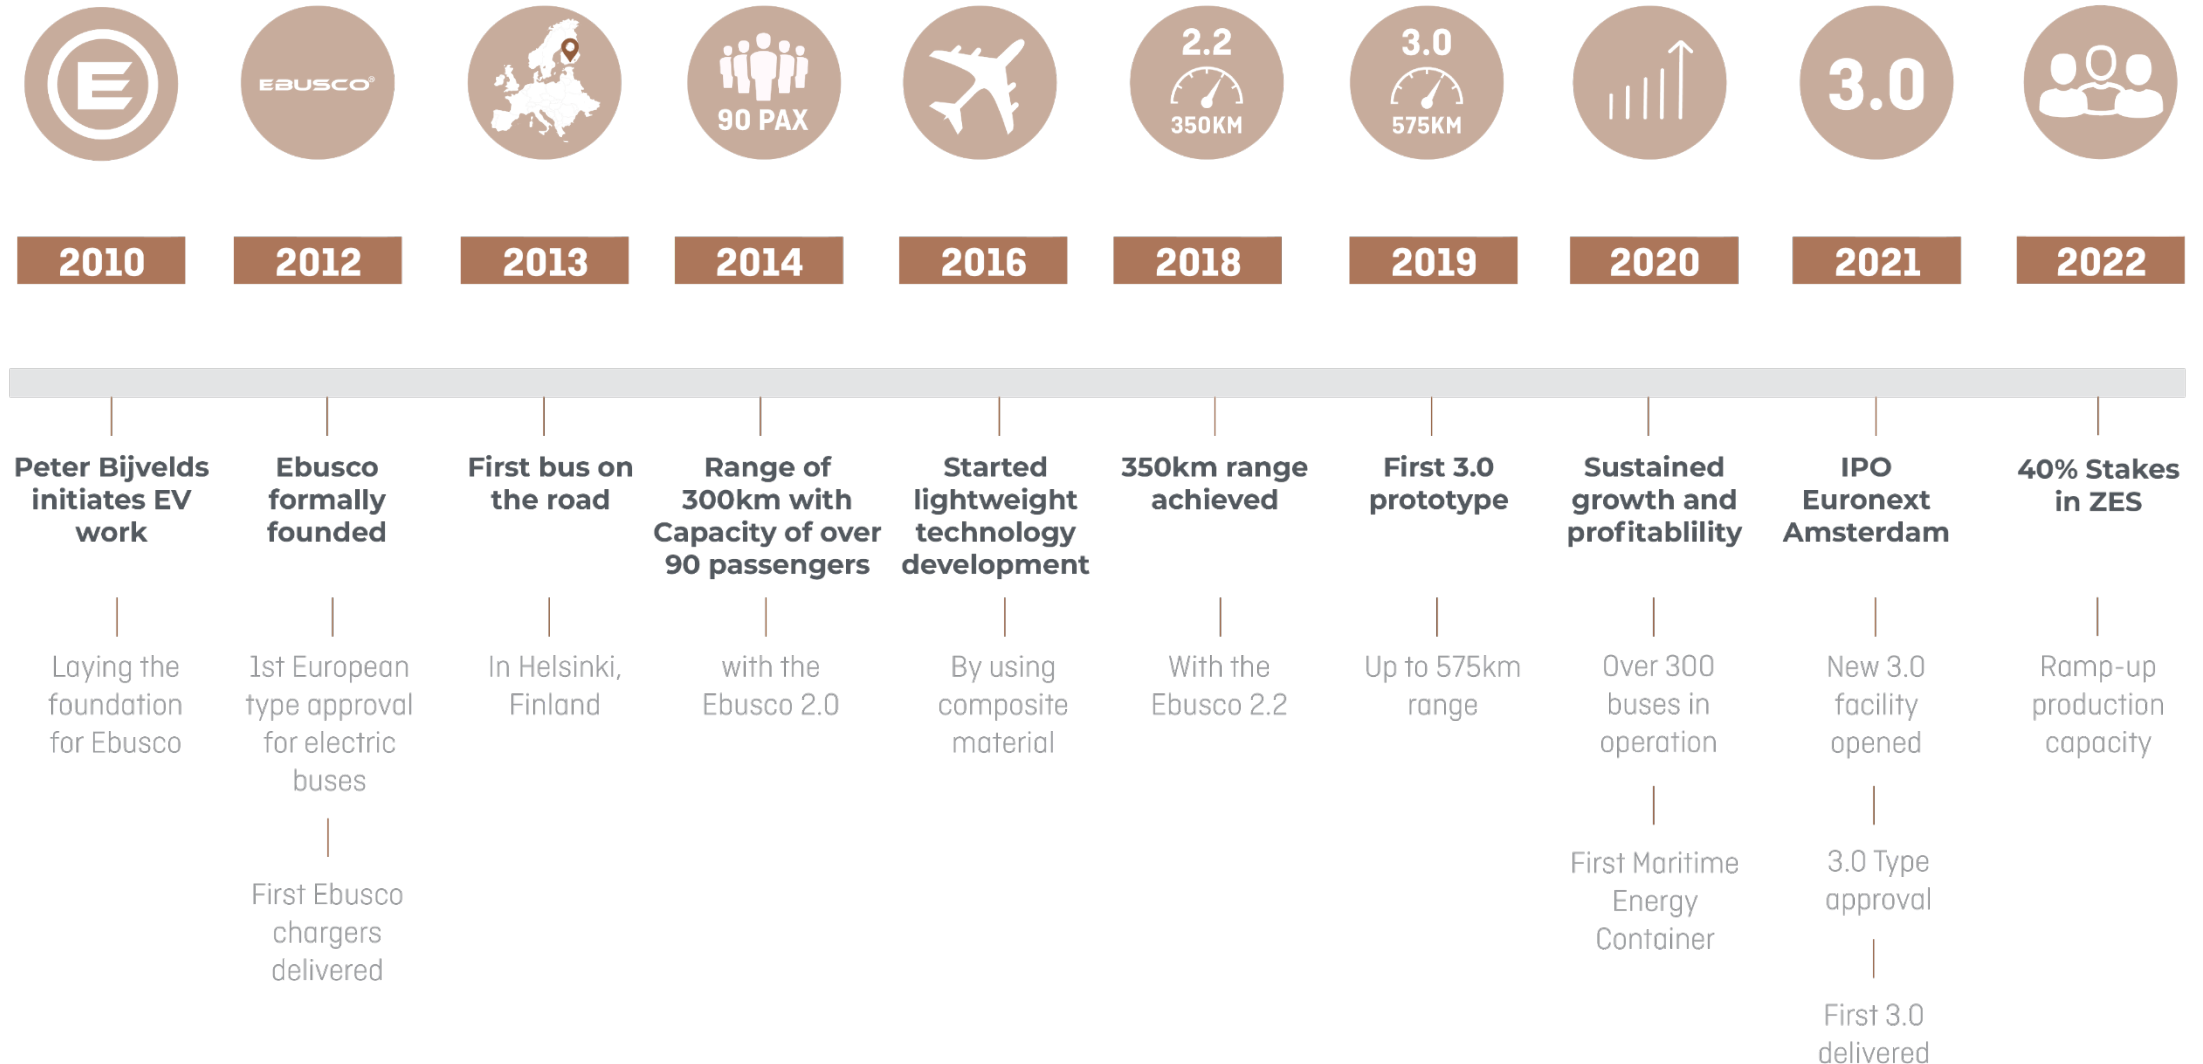 E
EBUSCO®
90 PAX
2.2
350KM
3.0
575KM
3.0
2010
2012
2013
2014
2016
2018
2019
2020
2021
2022
Peter Bijvelds
initiates EV
work
Laying the
foundation
for Ebusco
Ebusco
formally
founded
1st European
type approval
for electric
buses
First Ebusco
chargers
delivered
First bus on
the road
In Helsinki,
Finland
Range of
300km with
Capacity of over
90 passengers
with the
Ebusco 2.0
Started
lightweight
technology
development
By using
composite
material
350km range
achieved
With the
Ebusco 2.2
First 3.0
prototype
Up to 575km
range
Sustained
growth and
profitablility
Over 300
buses in
operation
First Maritime
Energy
Container
IPO
Euronext
Amsterdam
New 3.0
facility
opened
3.0 Type
approval
First 3.0
delivered
40% Stakes
in ZES
Ramp-up
production
capacity